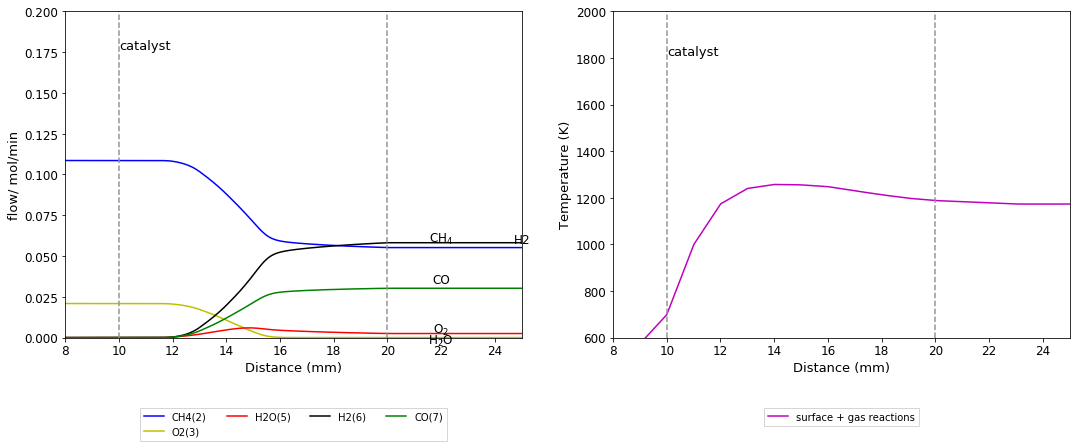 0.200
0.175
0.150
0.125
0.100
0.075
0.050
0.025
0.000
flow/ mol/min
catalyst
CH₄
H2
CO
O₂
H₂O
8 10 12 14 16 18 20 22 24
Distance (mm)
CH4(2) H2O(5) H2(6) CO(7)
O2(3)
2000
1800
1600
1400
1200
1000
800
600
Temperature (K)
catalyst
8 10 12 14 16 18 20 22 24
Distance (mm)
surface + gas reactions